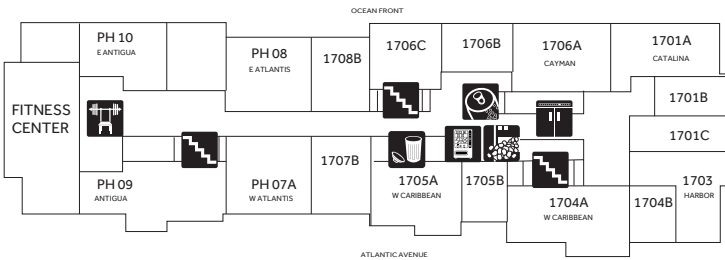 OCEAN FRONT
PH 10
E ANTIGUA
PH 08
E ATLANTIS
1708B
1706C
1706B
1706A
CAYMAN
1701A
CATALINA
1701B
1701C
FITNESS
CENTER
PH 09
ANTIGUA
PH 07A
W ATLANTIS
1707B
1705A
W CARIBBEAN
1705B
1704A
W CARIBBEAN
1704B
1703
HARBOR
ATLANTIC AVENUE